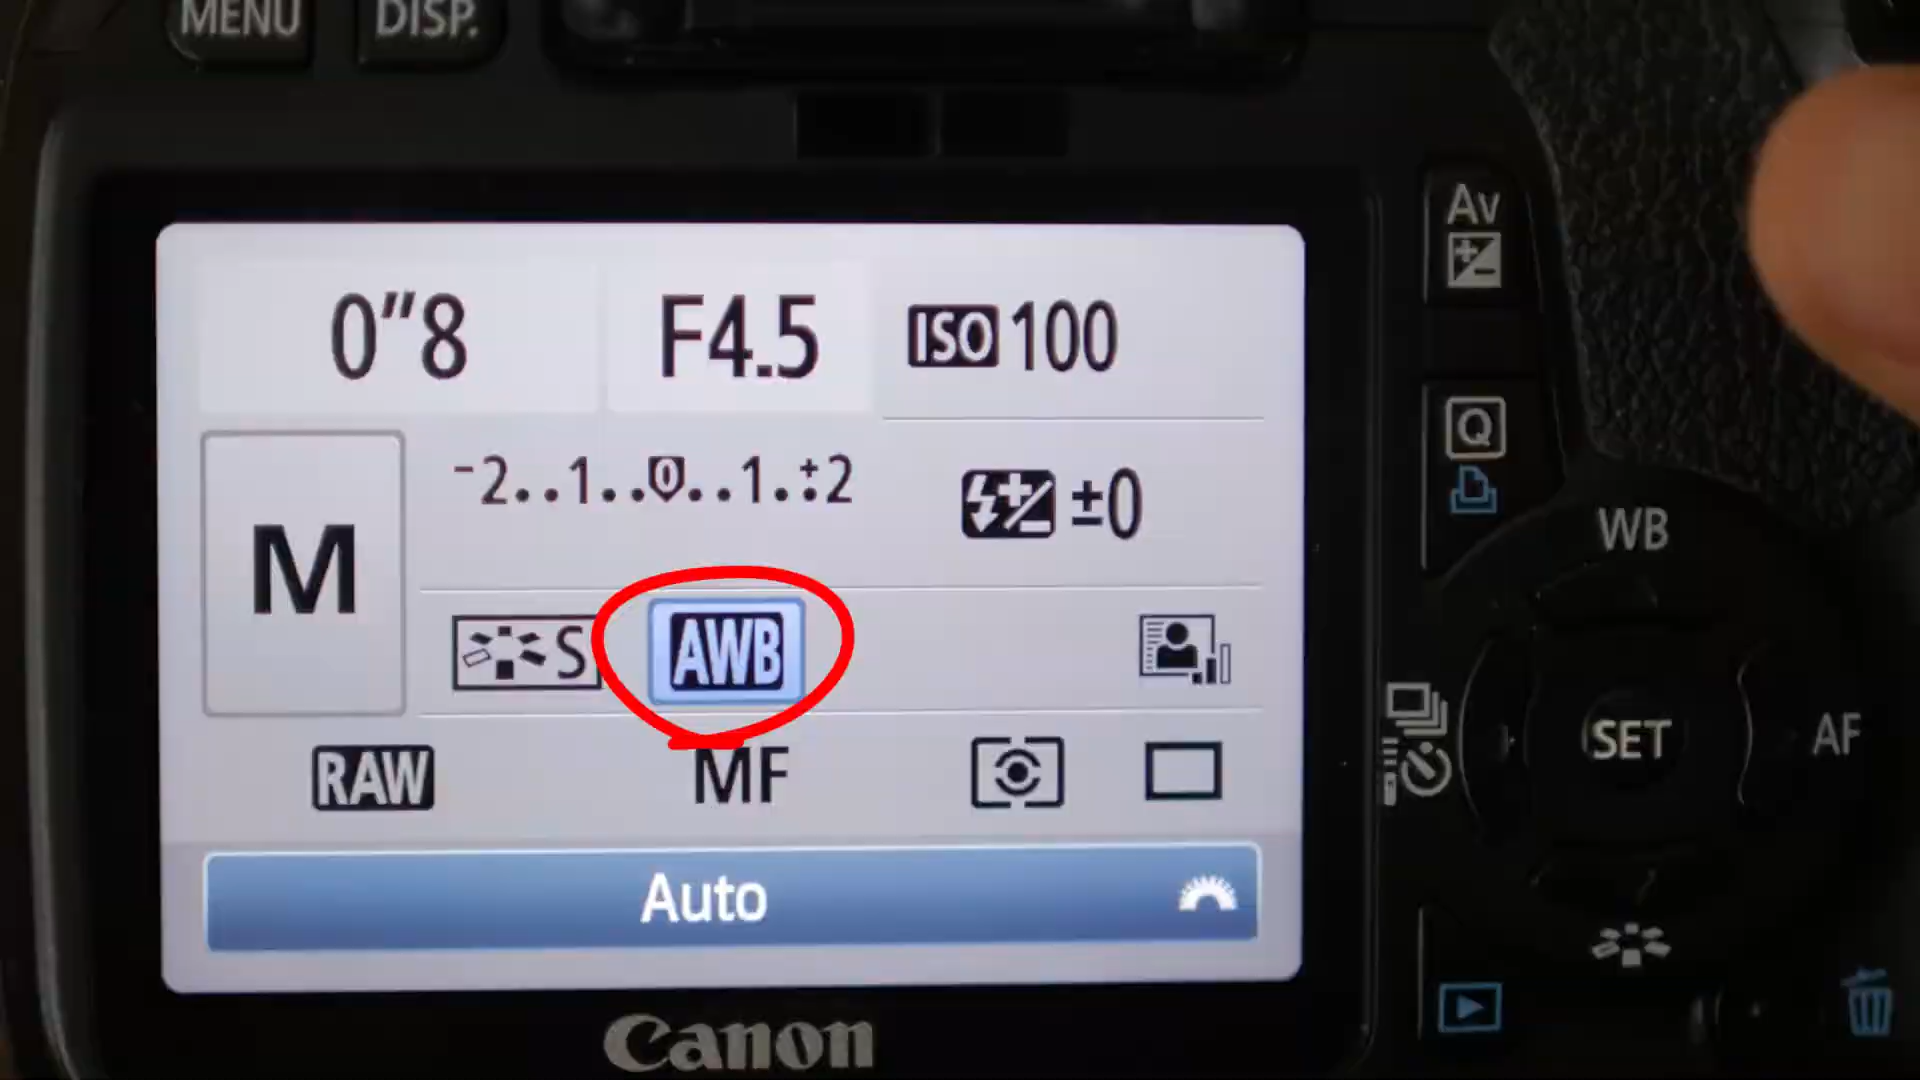 MENU DISP.
0"8 F4.5 ISO 100
Av
Q
-2..1..0..1.:+2 ±0
WB
M
S AWB
SET AF
RAW MF
Auto
Canon